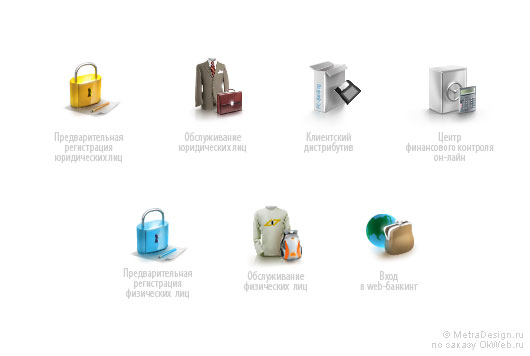 Предварительная
регистрация
юридических лиц
Обслуживание
юридических лиц
Клиентский
дистрибутив
Центр
финансового контроля
он-лайн
Предварительная
регистрация
физических лиц
Обслуживание
физических лиц
Вход
в web-банкинг
© MetraDesign.ru
по заказу OkWeb.ru